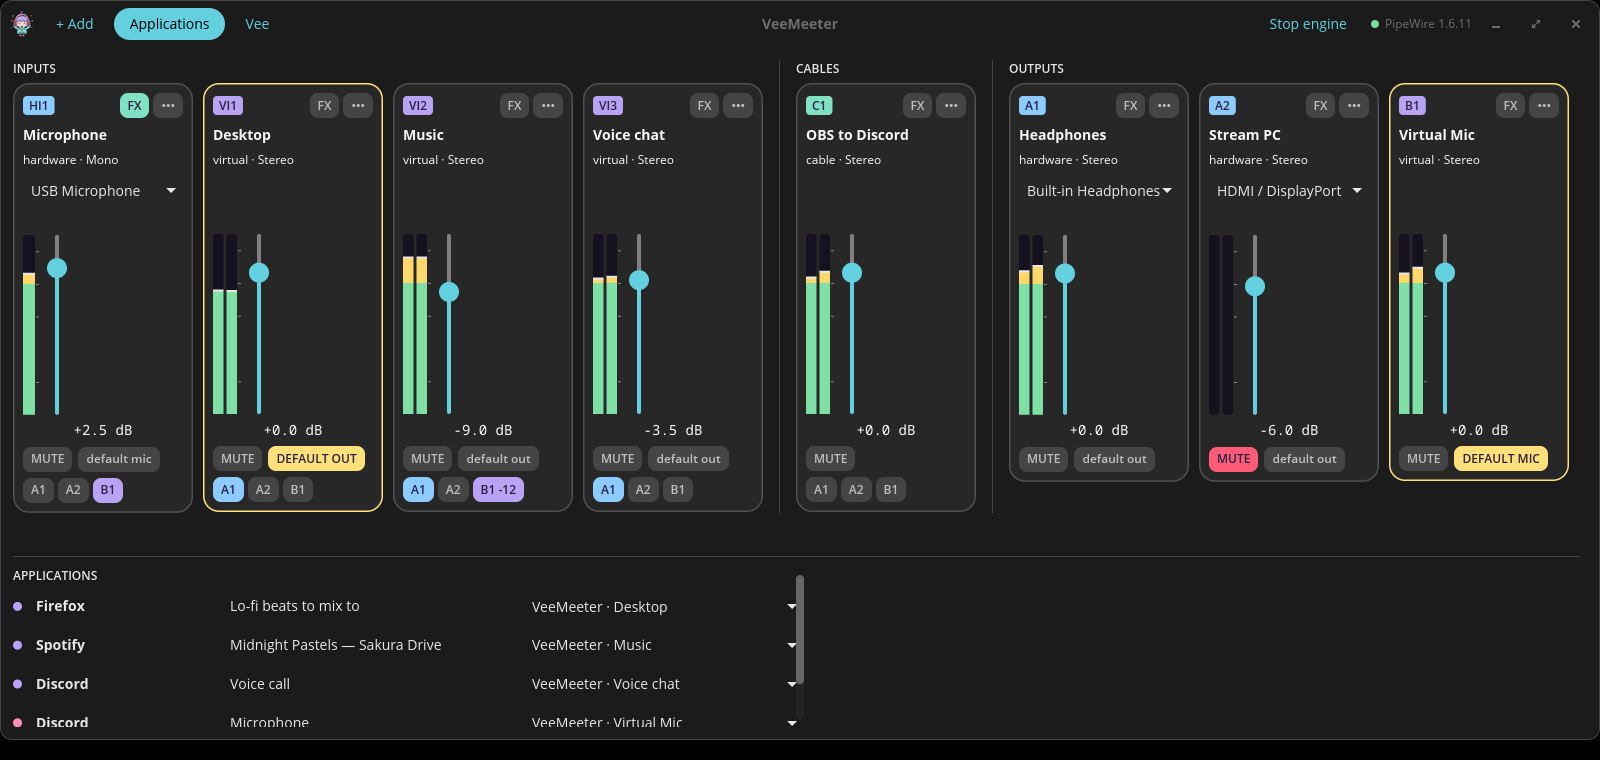 + Add Applications Vee VeeMeeter Stop engine PipeWire 1.6.11
INPUTS
HI1 FX ···
Microphone
hardware · Mono
USB Microphone
+2.5 dB
MUTE default mic
A1 A2 B1
VI1 FX ···
Desktop
virtual · Stereo
+0.0 dB
MUTE DEFAULT OUT
A1 A2 B1
VI2 FX ···
Music
virtual · Stereo
-9.0 dB
MUTE default out
A1 A2 B1 -12
VI3 FX ···
Voice chat
virtual · Stereo
-3.5 dB
MUTE default out
A1 A2 B1
CABLES
C1 FX ···
OBS to Discord
cable · Stereo
+0.0 dB
MUTE
A1 A2 B1
OUTPUTS
A1 FX ···
Headphones
hardware · Stereo
Built-in Headphones
+0.0 dB
MUTE default out
A2 FX ···
Stream PC
hardware · Stereo
HDMI / DisplayPort
-6.0 dB
MUTE default out
B1 FX ···
Virtual Mic
virtual · Stereo
+0.0 dB
MUTE DEFAULT MIC
APPLICATIONS
Firefox Lo-fi beats to mix to VeeMeeter · Desktop
Spotify Midnight Pastels — Sakura Drive VeeMeeter · Music
Discord Voice call VeeMeeter · Voice chat
Discord Microphone VeeMeeter · Virtual Mic